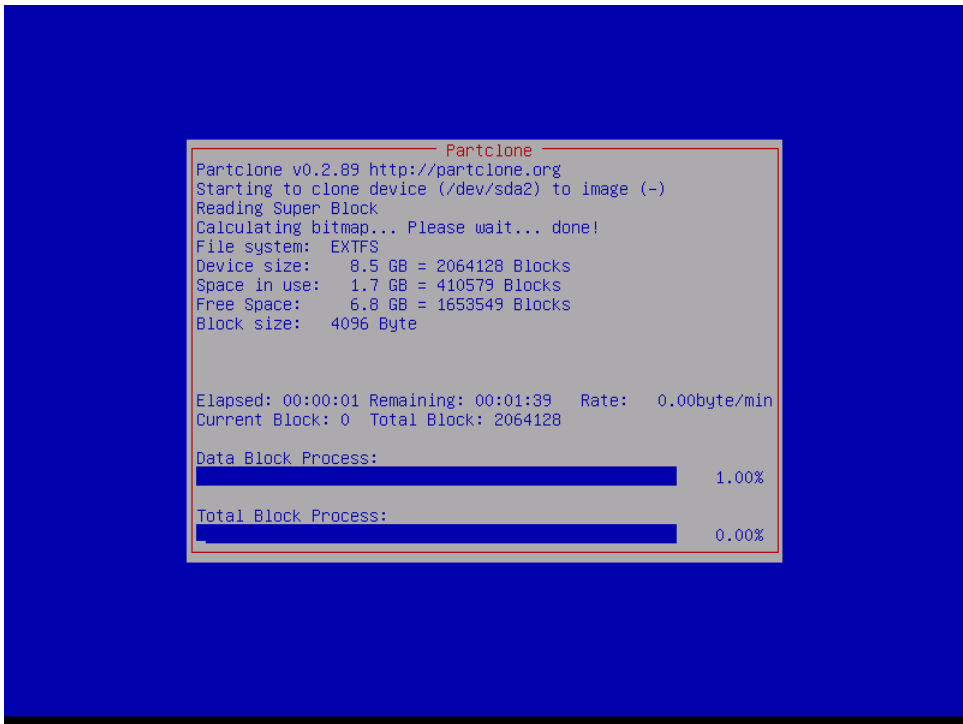 Partclone
Partclone v0.2.89 http://partclone.org
Starting to clone device (/dev/sda2) to image (-)
Reading Super Block
Calculating bitmap... Please wait... done!
File system:  EXTFS
Device size:    8.5 GB = 2064128 Blocks
Space in use:   1.7 GB = 410579 Blocks
Free Space:     6.8 GB = 1653549 Blocks
Block size:   4096 Byte
Elapsed: 00:00:01 Remaining: 00:01:39   Rate:   0.00byte/min
Current Block: 0  Total Block: 2064128
Data Block Process:
1.00%
Total Block Process:
0.00%